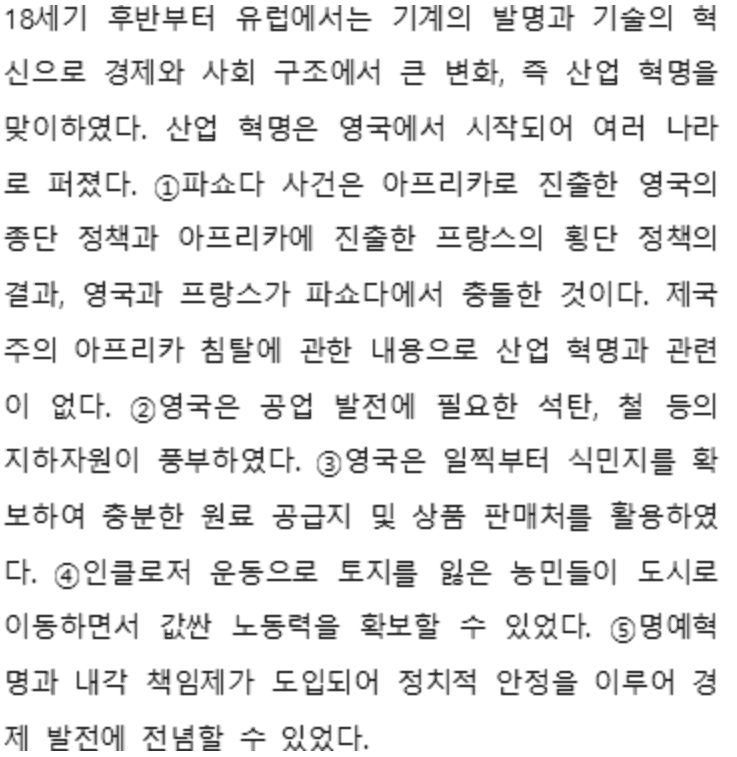 18세기 후반부터 유럽에서는 기계의 발명과 기술의 혁
신으로 경제와 사회 구조에서 큰 변화, 즉 산업 혁명을
맞이하였다. 산업 혁명은 영국에서 시작되어 여러 나라
로 퍼졌다. ①파쇼다 사건은 아프리카로 진출한 영국의
종단 정책과 아프리카에 진출한 프랑스의 횡단 정책의
결과, 영국과 프랑스가 파쇼다에서 충돌한 것이다. 제국
주의 아프리카 침탈에 관한 내용으로 산업 혁명과 관련
이 없다. ②영국은 공업 발전에 필요한 석탄, 철 등의
지하자원이 풍부하였다. ③영국은 일찍부터 식민지를 확
보하여 충분한 원료 공급지 및 상품 판매처를 활용하였
다. ④인클로저 운동으로 토지를 잃은 농민들이 도시로
이동하면서 값싼 노동력을 확보할 수 있었다. ⑤명예혁
명과 내각 책임제가 도입되어 정치적 안정을 이루어 경
제 발전에 전념할 수 있었다.